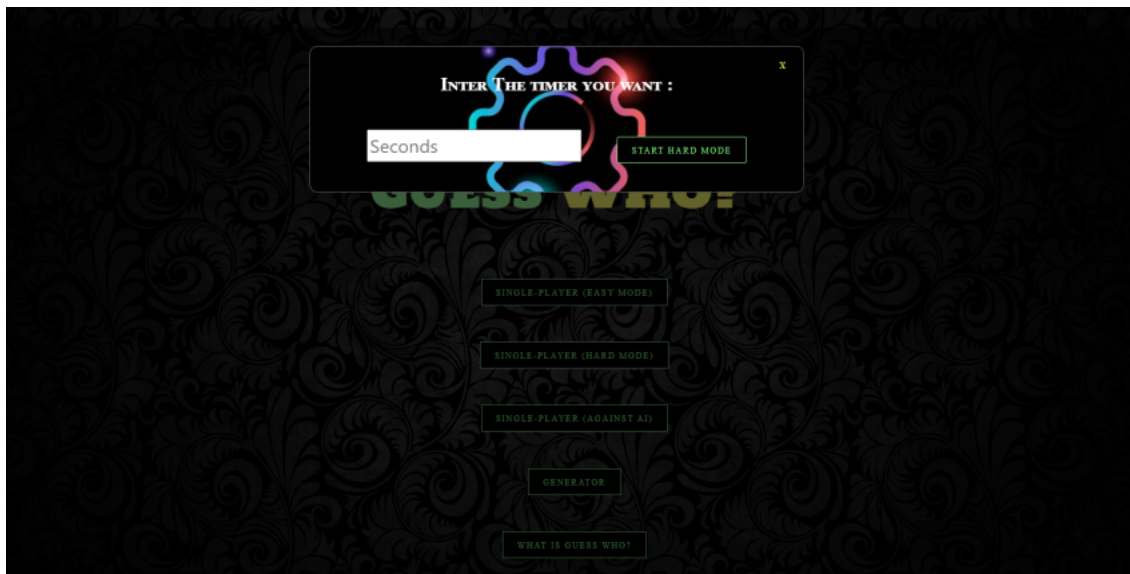 INTER THE TIMER YOU WANT :
x
Seconds
START HARD MODE
GUESS WHO?
SINGLE-PLAYER (EASY MODE)
SINGLE-PLAYER (HARD MODE)
SINGLE-PLAYER (AGAINST AI)
GENERATOR
WHAT IS GUESS WHO?